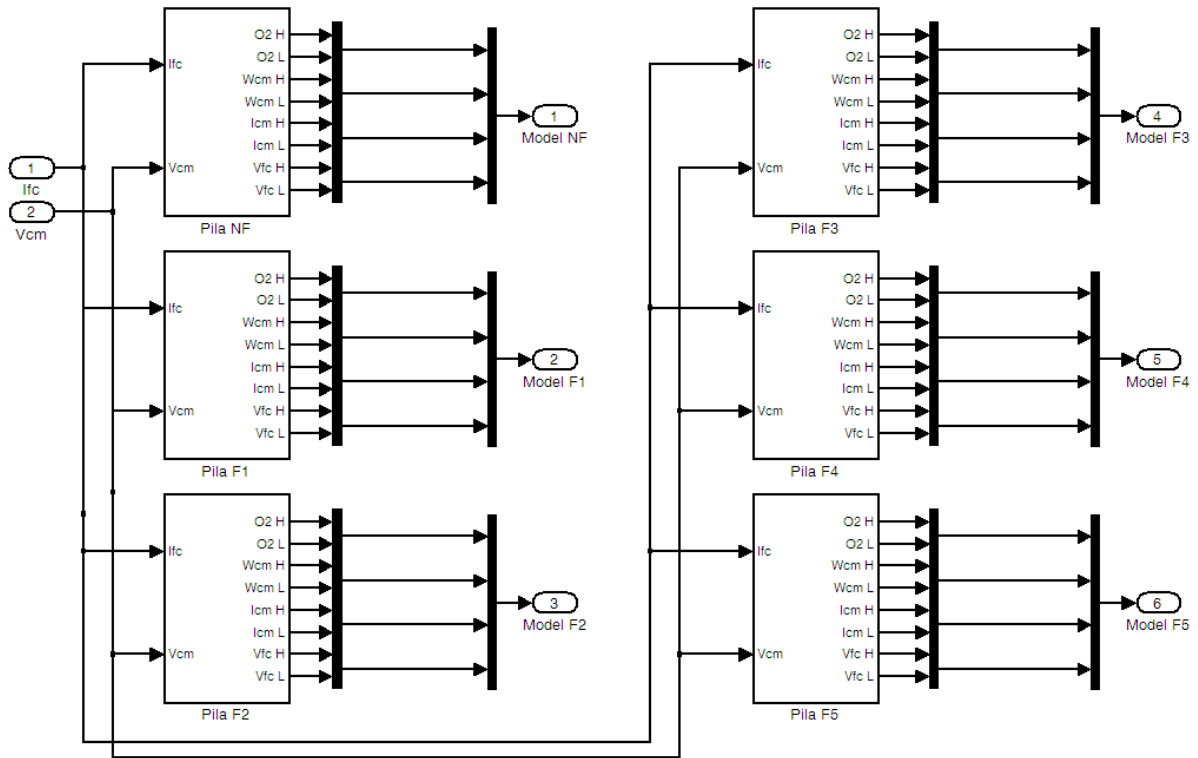 1
Ifc
2
Vcm
Ifc
Vcm
O2 H
O2 L
Wcm H
Wcm L
Icm H
Icm L
Vfc H
Vfc L
Pila NF
1
Model NF
Ifc
Vcm
O2 H
O2 L
Wcm H
Wcm L
Icm H
Icm L
Vfc H
Vfc L
Pila F1
2
Model F1
Ifc
Vcm
O2 H
O2 L
Wcm H
Wcm L
Icm H
Icm L
Vfc H
Vfc L
Pila F2
3
Model F2
Ifc
Vcm
O2 H
O2 L
Wcm H
Wcm L
Icm H
Icm L
Vfc H
Vfc L
Pila F3
4
Model F3
Ifc
Vcm
O2 H
O2 L
Wcm H
Wcm L
Icm H
Icm L
Vfc H
Vfc L
Pila F4
5
Model F4
Ifc
Vcm
O2 H
O2 L
Wcm H
Wcm L
Icm H
Icm L
Vfc H
Vfc L
Pila F5
6
Model F5